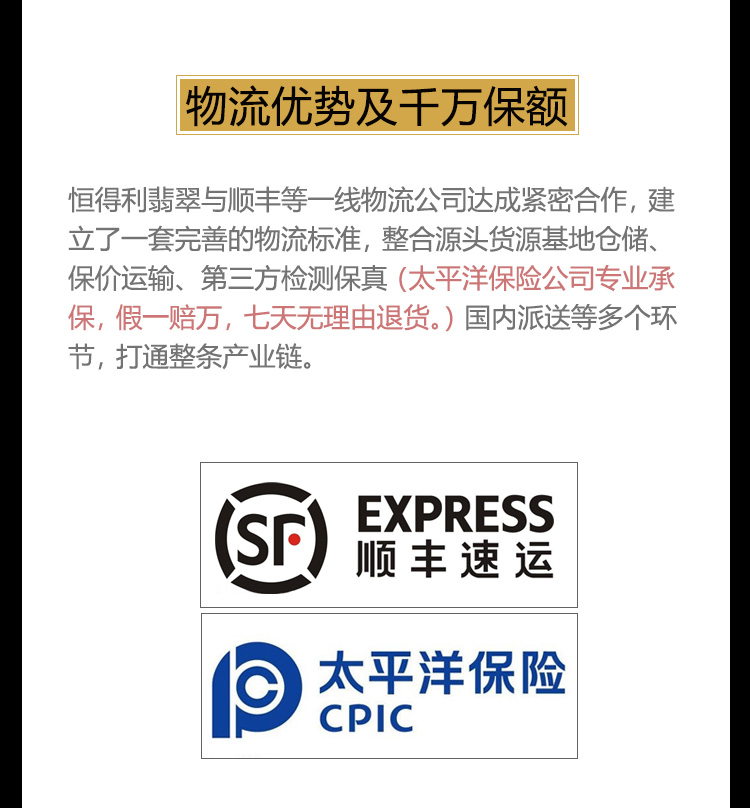 物流优势及千万保额
恒得利翡翠与顺丰等一线物流公司达成紧密合作，建
立了一套完善的物流标准，整合源头货源基地仓储、
保价运输、第三方检测保真（太平洋保险公司专业承
保，假一赔万，七天无理由退货。）国内派送等多个环
节，打通整条产业链。
SF EXPRESS
顺丰速运
太平洋保险
CPIC